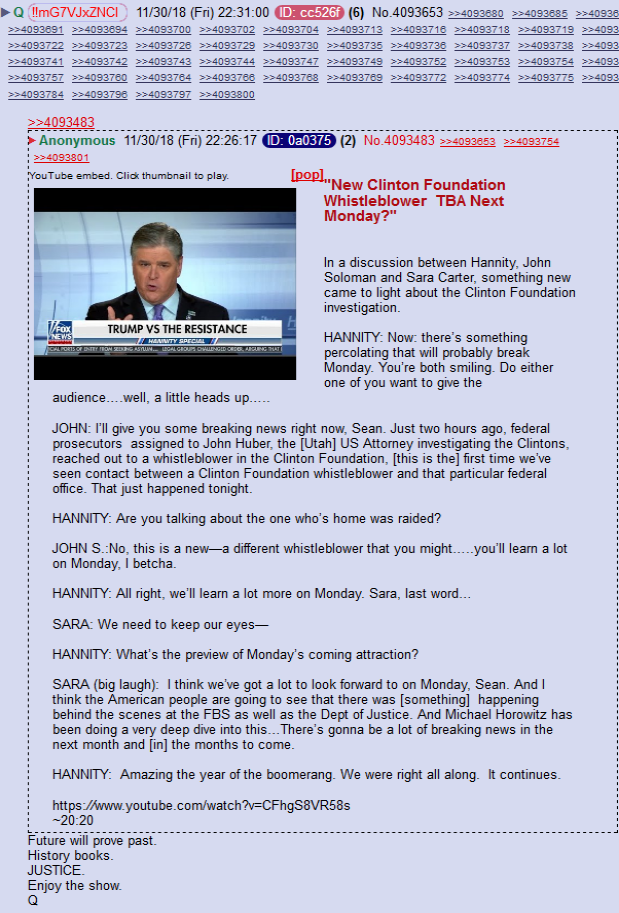 Q !!mG7VJxZNCI 11/30/18 (Fri) 22:31:00 ID: cc526f (6) No.4093653 >>4093680 >>4093685 >>40936
>>4093691 >>4093694 >>4093700 >>4093702 >>4093704 >>4093713 >>4093716 >>4093718 >>4093719 >>4093
>>4093722 >>4093723 >>4093726 >>4093729 >>4093730 >>4093735 >>4093736 >>4093737 >>4093738 >>4093
>>4093741 >>4093742 >>4093743 >>4093744 >>4093747 >>4093749 >>4093752 >>4093753 >>4093754 >>4093
>>4093757 >>4093760 >>4093764 >>4093766 >>4093768 >>4093769 >>4093772 >>4093774 >>4093775 >>4093
>>4093784 >>4093796 >>4093797 >>4093800
>>4093483
Anonymous 11/30/18 (Fri) 22:26:17 ID: 0a0375 (2) No.4093483 >>4093653 >>4093754
>>4093801
YouTube embed. Click thumbnail to play. [pop]
"New Clinton Foundation
Whistleblower TBA Next
Monday?"
FOX
NEWS
TRUMP VS THE RESISTANCE
HANNITY SPECIAL
ICAL PORTS OF ENTRY FROM SEEKING ASYLUM... LEGAL GROUPS CHALLENGED ORDER, ARGUING THAT I
In a discussion between Hannity, John
Soloman and Sara Carter, something new
came to light about the Clinton Foundation
investigation.
HANNITY: Now: there's something
percolating that will probably break
Monday. You're both smiling. Do either
one of you want to give the
audience….well, a little heads up…..
JOHN: I'll give you some breaking news right now, Sean. Just two hours ago, federal
prosecutors assigned to John Huber, the [Utah] US Attorney investigating the Clintons,
reached out to a whistleblower in the Clinton Foundation, [this is the] first time we've
seen contact between a Clinton Foundation whistleblower and that particular federal
office. That just happened tonight.
HANNITY: Are you talking about the one who's home was raided?
JOHN S.:No, this is a new—a different whistleblower that you might…..you'll learn a lot
on Monday, I betcha.
HANNITY: All right, we'll learn a lot more on Monday. Sara, last word…
SARA: We need to keep our eyes—
HANNITY: What's the preview of Monday's coming attraction?
SARA (big laugh): I think we've got a lot to look forward to on Monday, Sean. And I
think the American people are going to see that there was [something] happening
behind the scenes at the FBS as well as the Dept of Justice. And Michael Horowitz has
been doing a very deep dive into this…There's gonna be a lot of breaking news in the
next month and [in] the months to come.
HANNITY: Amazing the year of the boomerang. We were right all along. It continues.
https://www.youtube.com/watch?v=CFhgS8VR58s
~20:20
Future will prove past.
History books.
JUSTICE.
Enjoy the show.
Q